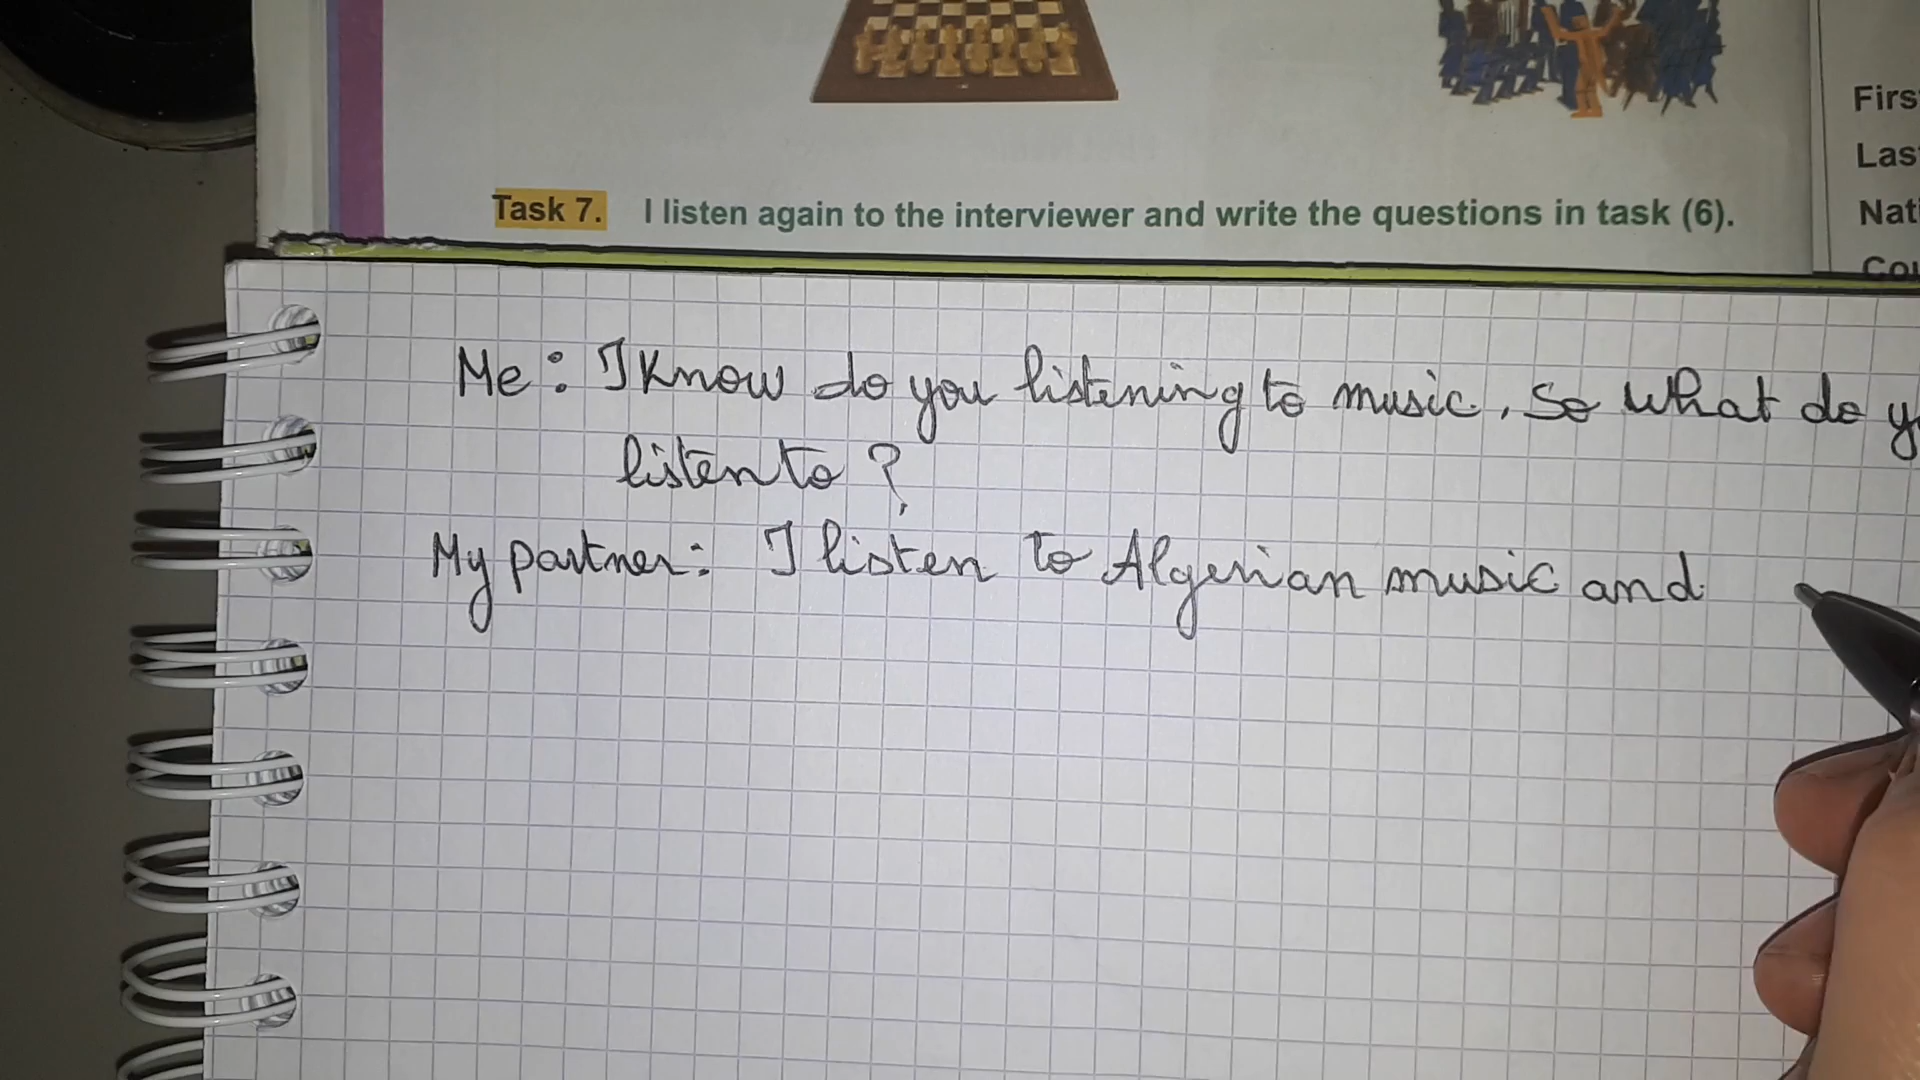 Task 7. I listen again to the interviewer and write the questions in task (6).
Firs
Las
Nati
Cou
Me: I Know do you listening to music, So what do y
listen to ?
My partner: I listen to Algerian music and